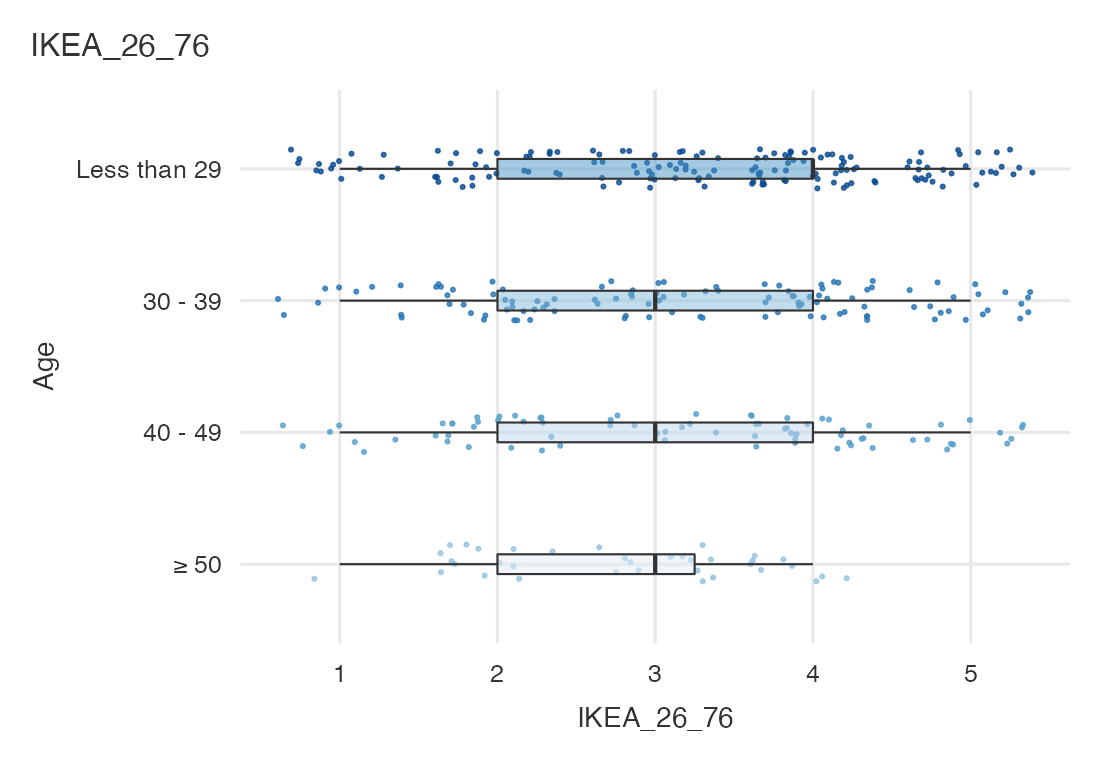 IKEA_26_76
Less than 29
30 - 39
40 - 49
≥ 50
Age
1 2 3 4 5
IKEA_26_76